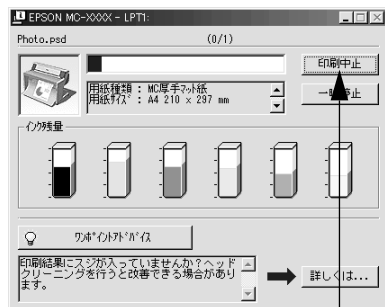 EPSON MC-XXXX - LPT1:
Photo.psd (0/1)
印刷中止
用紙種類 : MC厚手マット紙
用紙サイズ : A4 210 × 297 mm
インク残量
ワンポイントアドバイス
印刷結果にスジが入っていませんか?ヘッド
クリーニングを行うと改善できる場合があり
ます。
詳しくは...